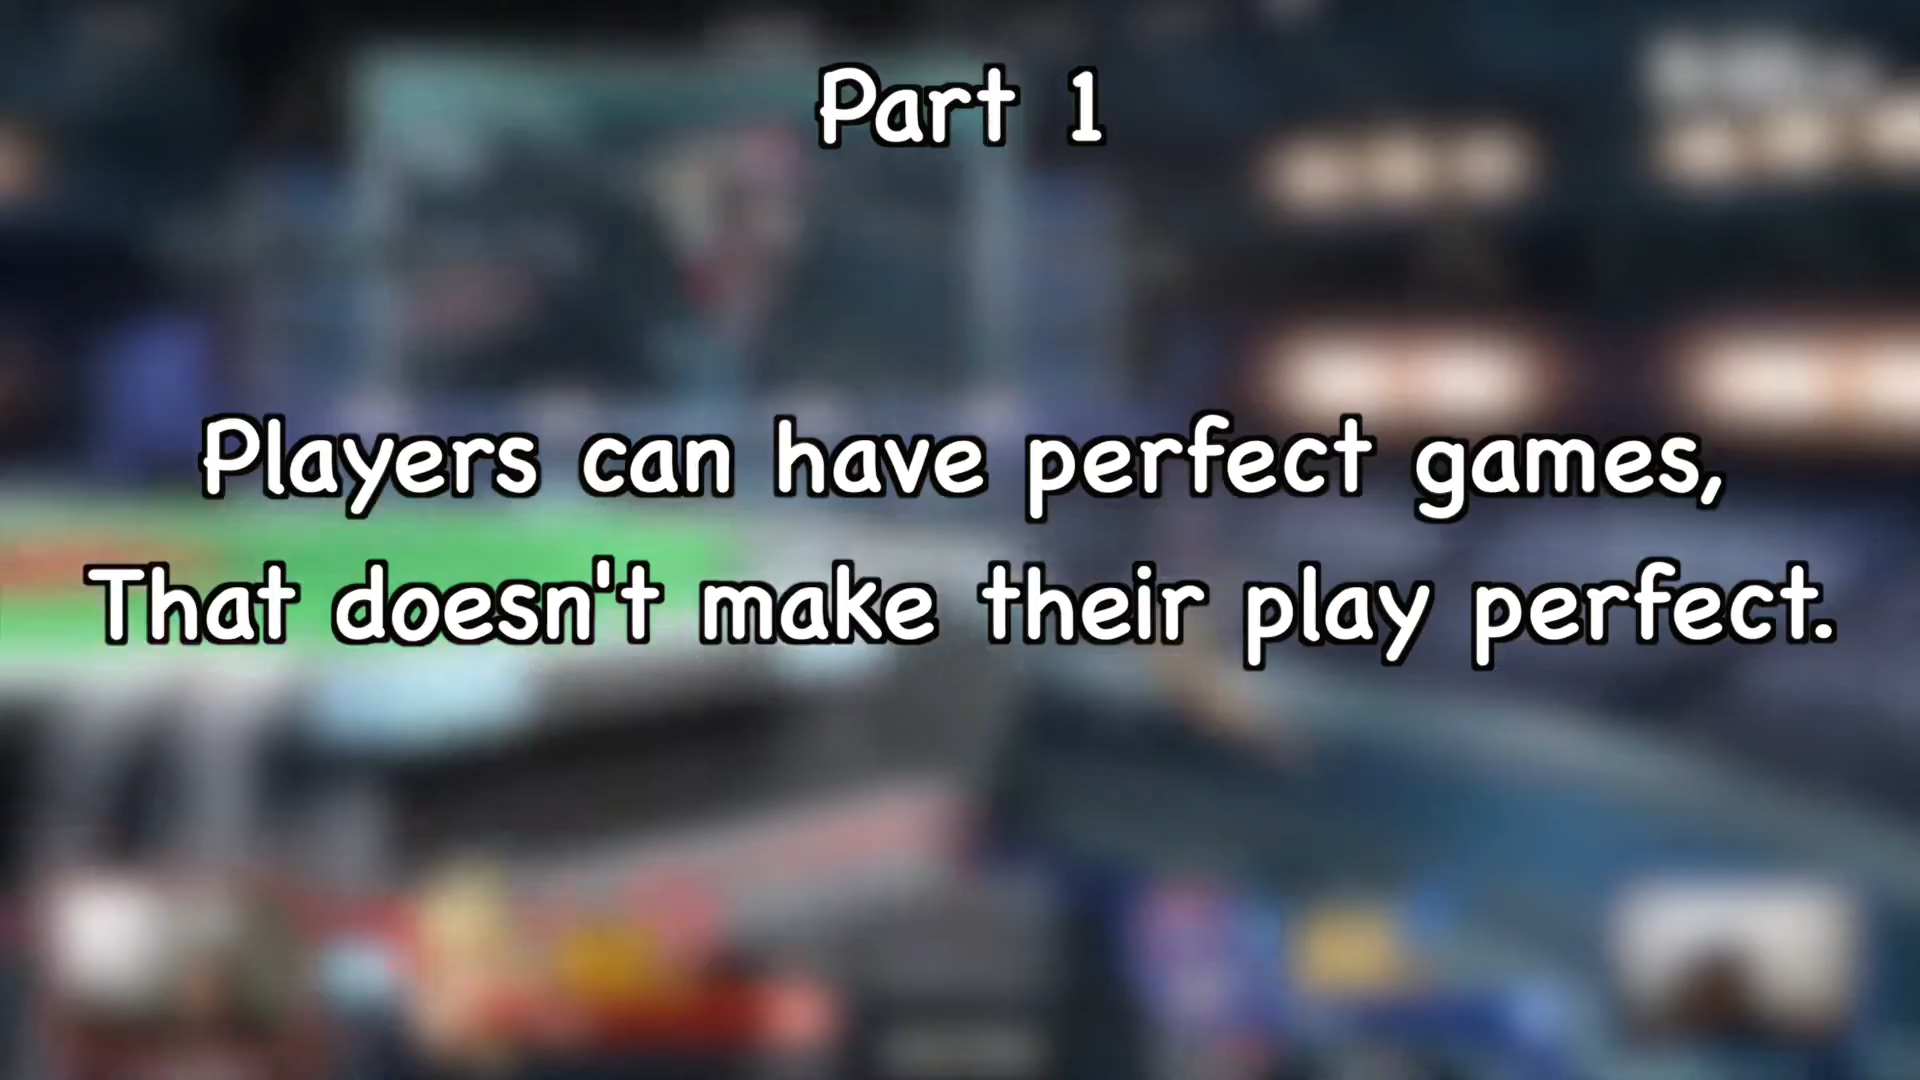 Part 1
Players can have perfect games,
That doesn't make their play perfect.